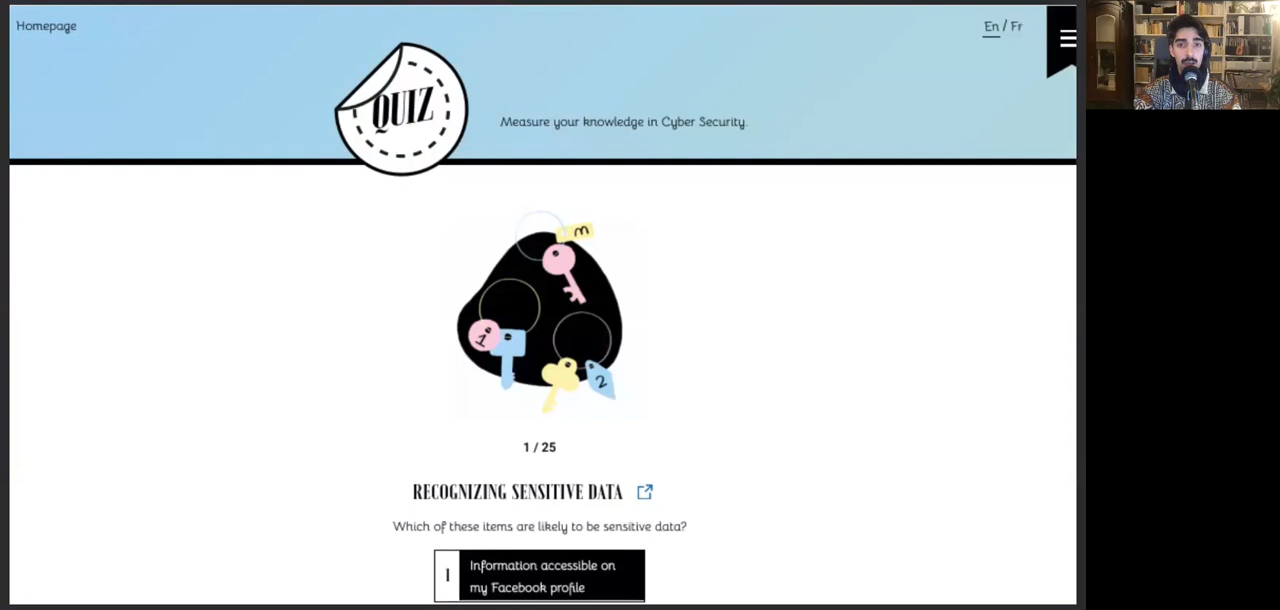 Homepage
En / Fr
QUIZ
Measure your knowledge in Cyber Security.
3
1
2
1 / 25
RECOGNIZING SENSITIVE DATA
Which of these items are likely to be sensitive data?
1
Information accessible on
my Facebook profile